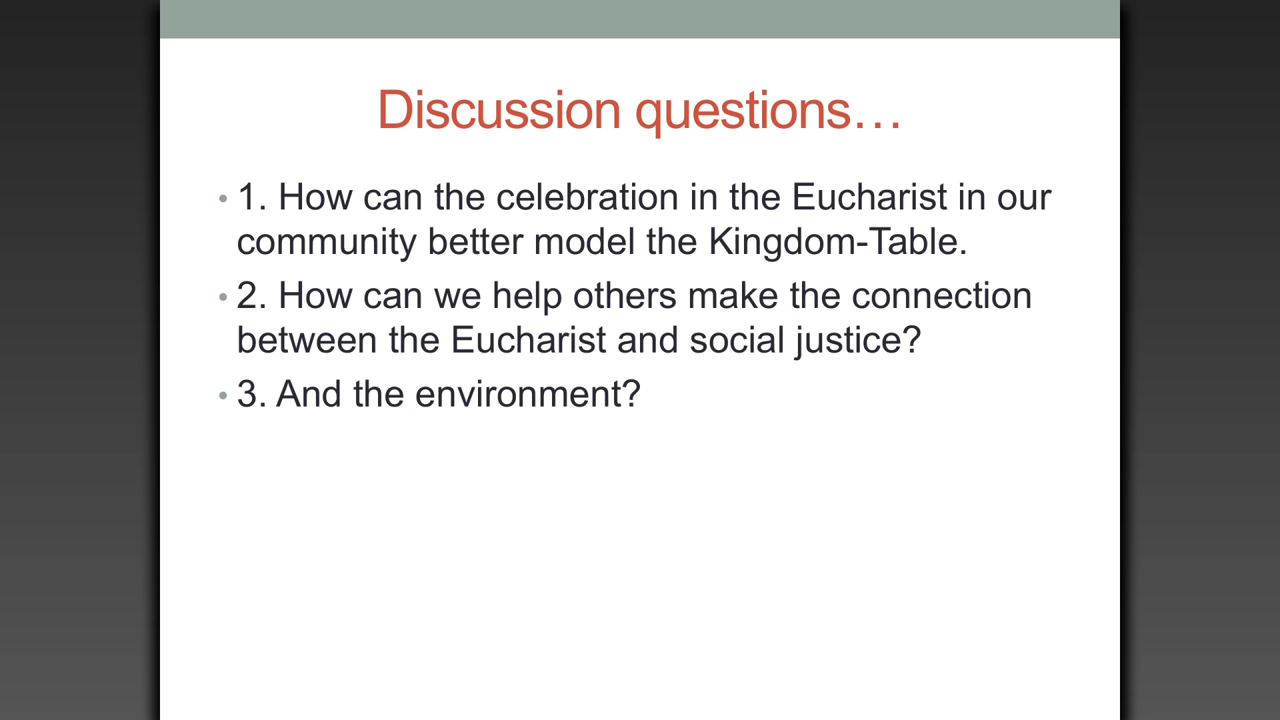 Discussion questions…
• 1. How can the celebration in the Eucharist in our
community better model the Kingdom-Table.
• 2. How can we help others make the connection
between the Eucharist and social justice?
• 3. And the environment?